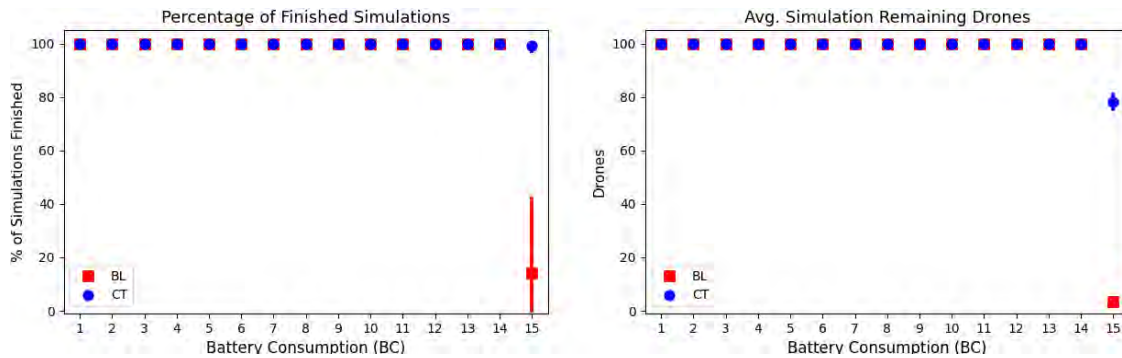 Percentage of Finished Simulations
% of Simulations Finished
100
80
60
40
20
0
BL
CT
1 2 3 4 5 6 7 8 9 10 11 12 13 14 15
Battery Consumption (BC)
Avg. Simulation Remaining Drones
Drones
100
80
60
40
20
0
BL
CT
1 2 3 4 5 6 7 8 9 10 11 12 13 14 15
Battery Consumption (BC)